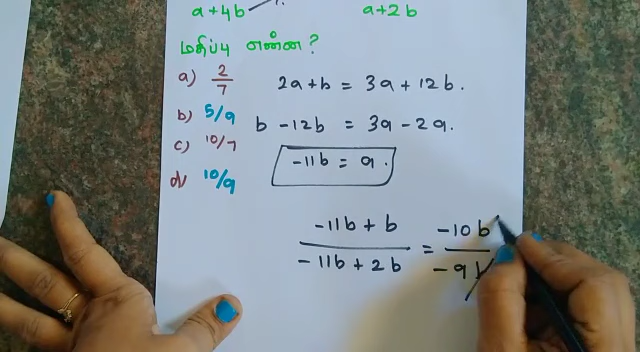 a+4b a+2b
மதிப்பு என்ன?
a) 2/7 2a+b = 3a+12b.
b) 5/9 b -12b = 3a-2a.
c) 10/7 -11b = a.
d) 10/9
-11b+b / -11b+2b = -10b / -9b